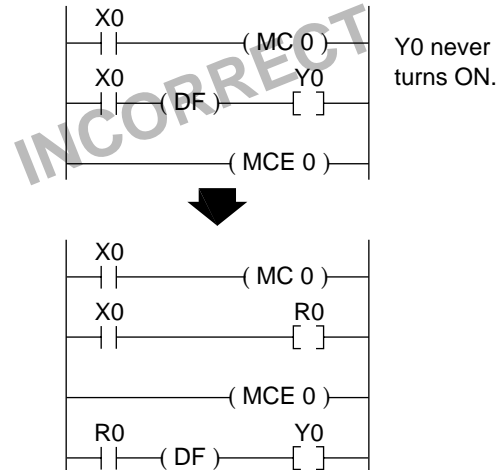 X0
( MC 0 )
Y0 never
turns ON.
X0
( DF )
Y0
INCORRECT
( MCE 0 )
X0
( MC 0 )
X0
R0
( MCE 0 )
R0
( DF )
Y0